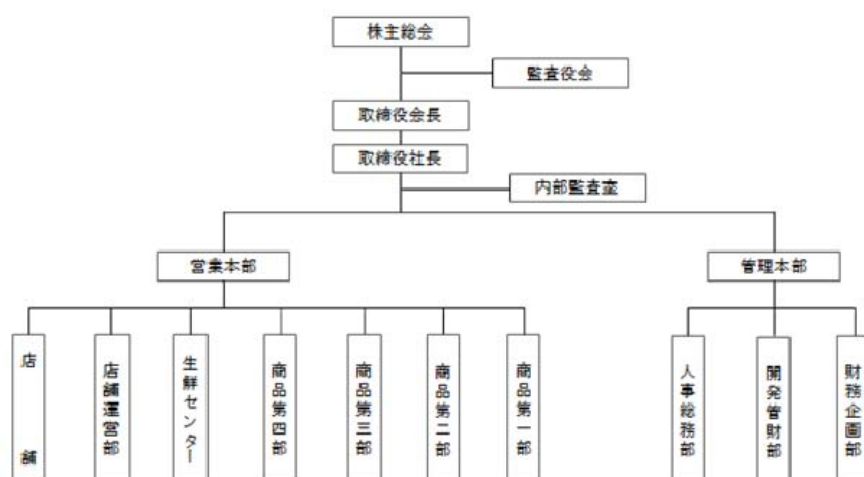 株主総会
監査役会
取締役会長
取締役社長
内部監査室
営業本部
管理本部
店舗
店舗運営部
生鮮センター
商品第四部
商品第三部
商品第二部
商品第一部
人事総務部
開発管財部
財務企画部